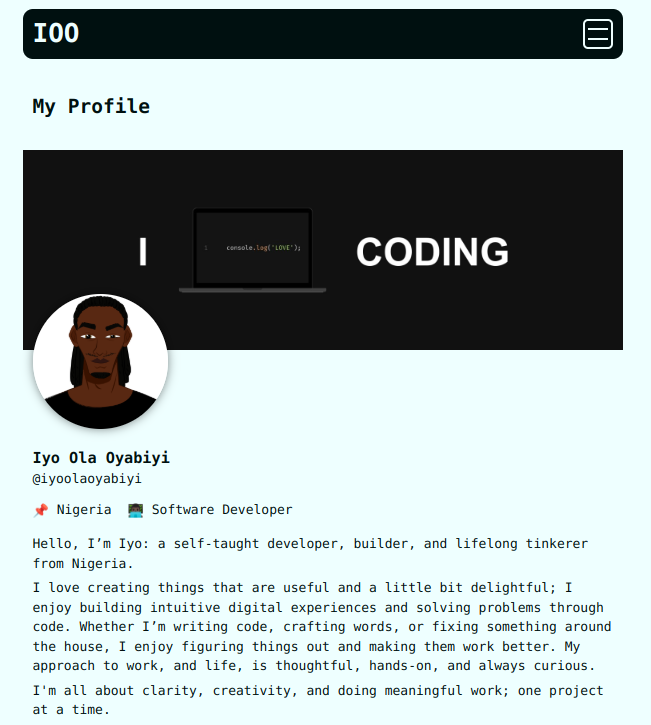 IOO
My Profile
I
console.log("LOVE");
CODING
Iyo Ola Oyabiyi
@iyoolaoyabiyi
📌 Nigeria 👨🏿‍💻 Software Developer
Hello, I’m Iyo: a self-taught developer, builder, and lifelong tinkerer
from Nigeria.
I love creating things that are useful and a little bit delightful; I
enjoy building intuitive digital experiences and solving problems through
code. Whether I’m writing code, crafting words, or fixing something around
the house, I enjoy figuring things out and making them work better. My
approach to work, and life, is thoughtful, hands-on, and always curious.
I'm all about clarity, creativity, and doing meaningful work; one project
at a time.